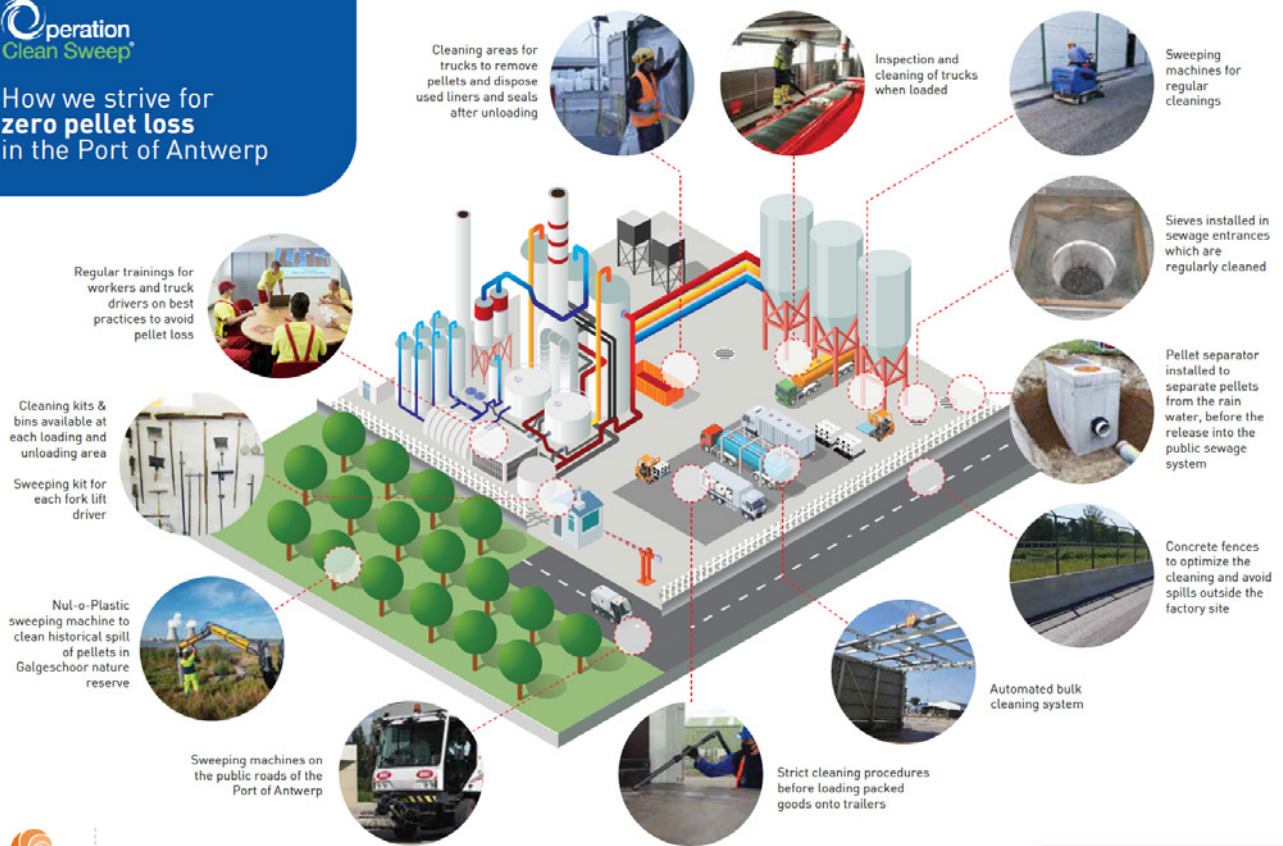 Operation
Clean Sweep®
How we strive for
zero pellet loss
in the Port of Antwerp
Cleaning areas for
trucks to remove
pellets and dispose
used liners and seals
after unloading
Inspection and
cleaning of trucks
when loaded
Sweeping
machines for
regular
cleanings
Regular trainings for
workers and truck
drivers on best
practices to avoid
pellet loss
Sieves installed in
sewage entrances
which are
regularly cleaned
Cleaning kits &
bins available at
each loading and
unloading area
Sweeping kit for
each fork lift
driver
Pellet separator
installed to
separate pellets
from the rain
water, before the
release into the
public sewage
system
Nul-o-Plastic
sweeping machine to
clean historical spill
of pellets in
Galgeschoor nature
reserve
Concrete fences
to optimize the
cleaning and avoid
spills outside the
factory site
Automated bulk
cleaning system
Sweeping machines on
the public roads of the
Port of Antwerp
Strict cleaning procedures
before loading packed
goods onto trailers